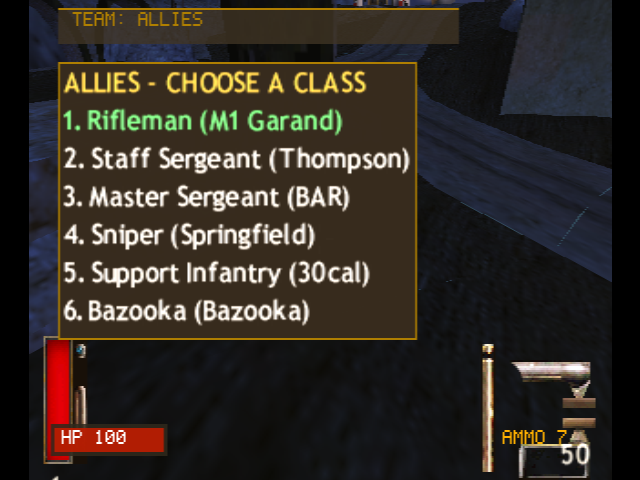 TEAM: ALLIES
ALLIES - CHOOSE A CLASS
1. Rifleman (M1 Garand)
2. Staff Sergeant (Thompson)
3. Master Sergeant (BAR)
4. Sniper (Springfield)
5. Support Infantry (30cal)
6. Bazooka (Bazooka)
HP 100
AMMO 7
50